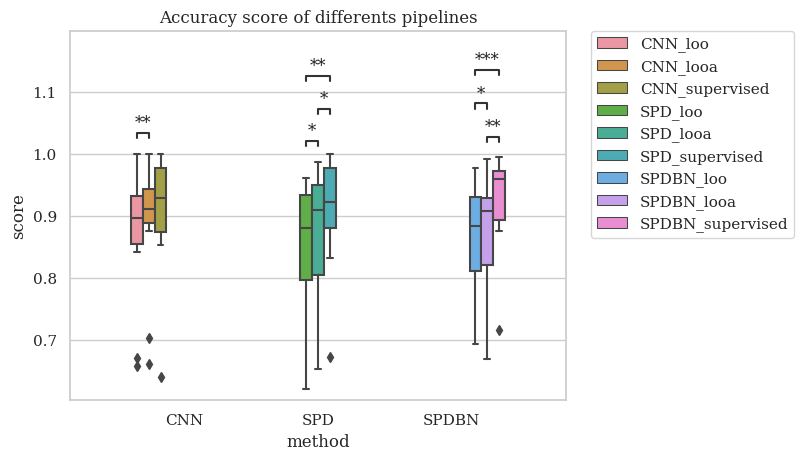 Accuracy score of differents pipelines
***
**
*
1.1
*
**
*
**
*
1.0
0.9
0.8
0.7
score
CNN
SPD
SPDBN
method
CNN_loo
CNN_looa
CNN_supervised
SPD_loo
SPD_looa
SPD_supervised
SPDBN_loo
SPDBN_looa
SPDBN_supervised